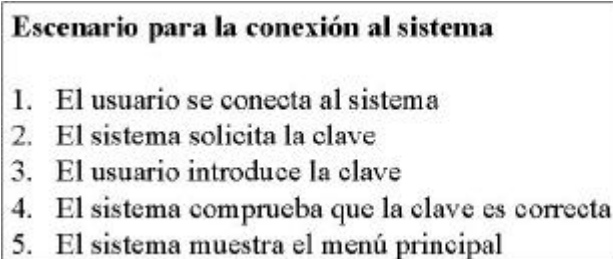 Escenario para la conexión al sistema
1. El usuario se conecta al sistema
2. El sistema solicita la clave
3. El usuario introduce la clave
4. El sistema comprueba que la clave es correcta
5. El sistema muestra el menú principal